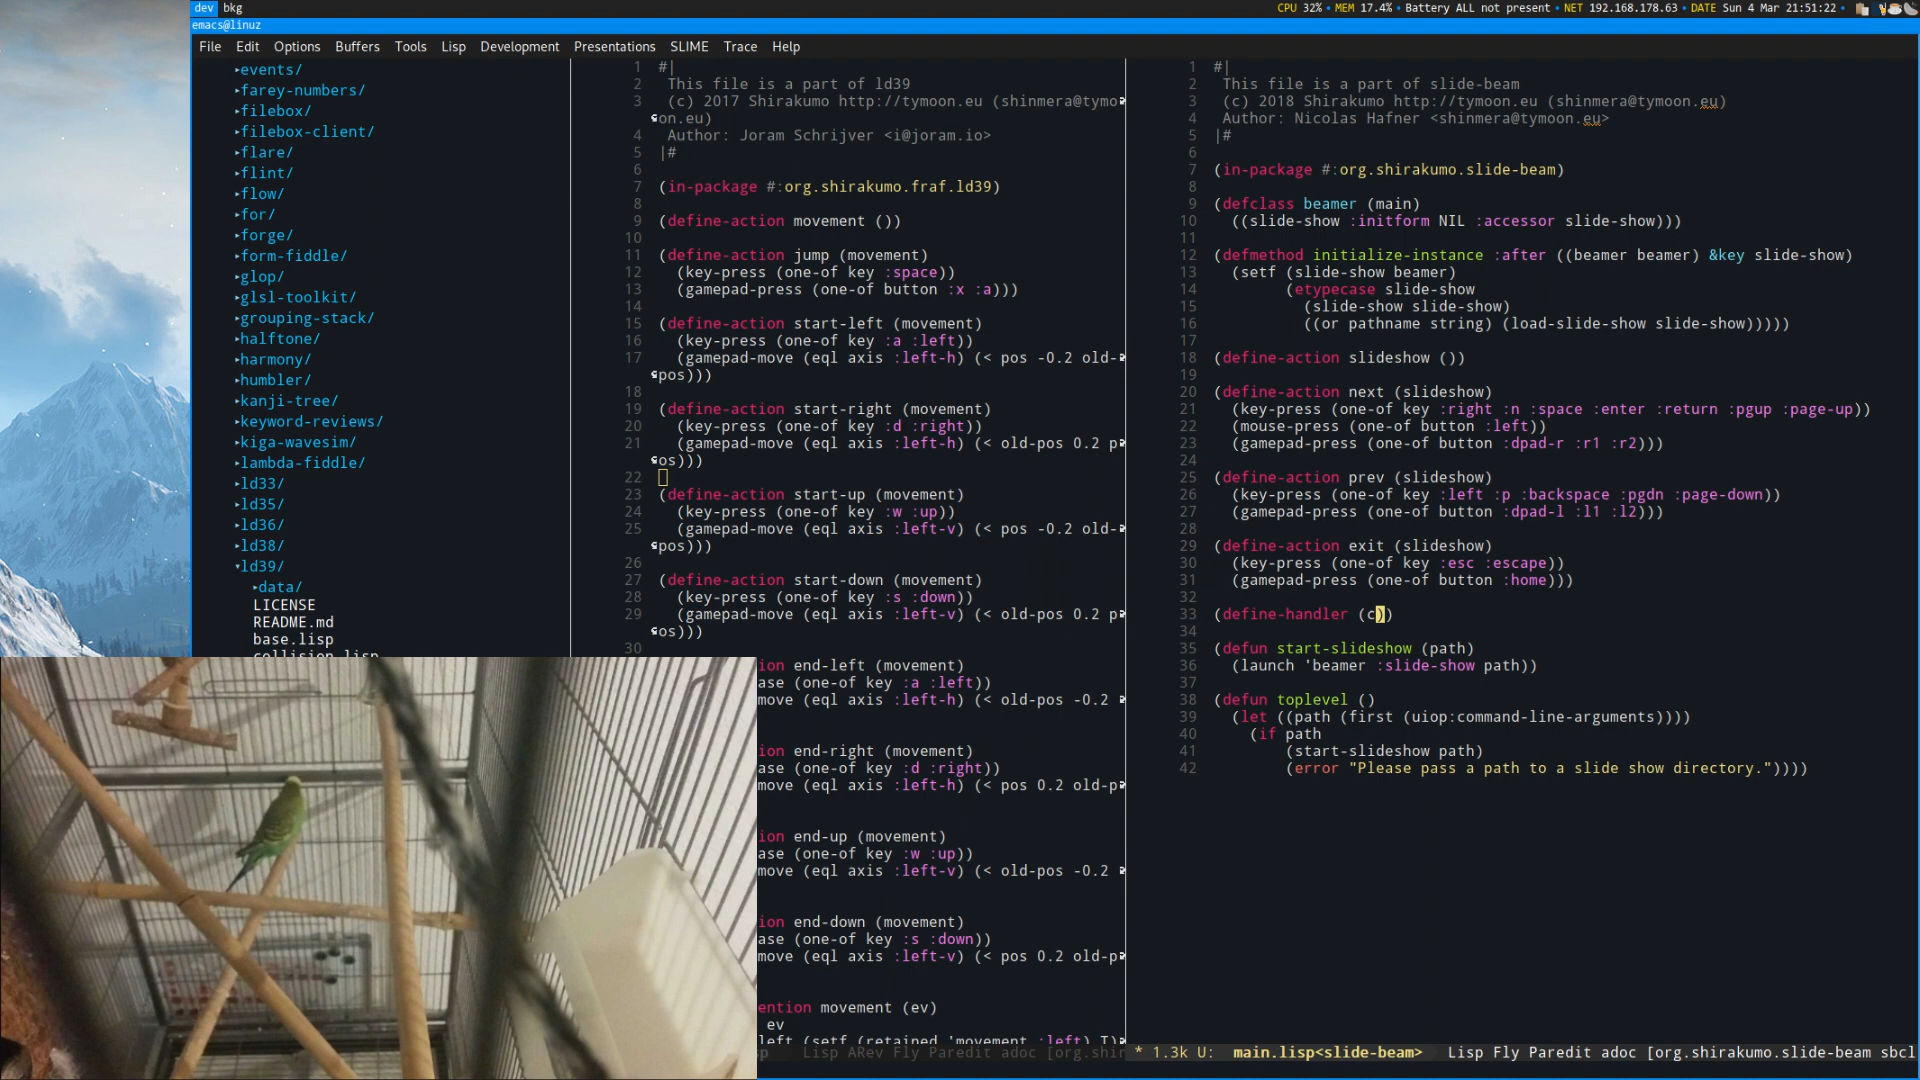 dev bkg
CPU 32% • MEM 17.4% • Battery ALL not present • NET 192.168.178.63 • DATE Sun 4 Mar 21:51:22 •
emacs@linuz
File Edit Options Buffers Tools Lisp Development Presentations SLIME Trace Help
events/
farey-numbers/
filebox/
filebox-client/
flare/
flint/
flow/
for/
forge/
form-fiddle/
glop/
glsl-toolkit/
grouping-stack/
halftone/
harmony/
humbler/
kanji-tree/
keyword-reviews/
kiga-wavesim/
lambda-fiddle/
ld33/
ld35/
ld36/
ld38/
ld39/
data/
LICENSE
README.md
base.lisp
collision.lisp
1 #|
2 This file is a part of ld39
3 (c) 2017 Shirakumo http://tymoon.eu (shinmera@tymo
on.eu)
4 Author: Joram Schrijver <i@joram.io>
5 |#
6
7 (in-package #:org.shirakumo.fraf.ld39)
8
9 (define-action movement ())
10
11 (define-action jump (movement)
12 (key-press (one-of key :space))
13 (gamepad-press (one-of button :x :a)))
14
15 (define-action start-left (movement)
16 (key-press (one-of key :a :left))
17 (gamepad-move (eql axis :left-h) (< pos -0.2 old-
pos)))
18
19 (define-action start-right (movement)
20 (key-press (one-of key :d :right))
21 (gamepad-move (eql axis :left-h) (< old-pos 0.2 p
os)))
22
23 (define-action start-up (movement)
24 (key-press (one-of key :w :up))
25 (gamepad-move (eql axis :left-v) (< pos -0.2 old-
pos)))
26
27 (define-action start-down (movement)
28 (key-press (one-of key :s :down))
29 (gamepad-move (eql axis :left-v) (< old-pos 0.2 p
os)))
30
ion end-left (movement)
ase (one-of key :a :left))
move (eql axis :left-h) (< old-pos -0.2
ion end-right (movement)
ase (one-of key :d :right))
move (eql axis :left-h) (< pos 0.2 old-p
ion end-up (movement)
ase (one-of key :w :up))
move (eql axis :left-v) (< old-pos -0.2
ion end-down (movement)
ase (one-of key :s :down))
move (eql axis :left-v) (< pos 0.2 old-p
ention movement (ev)
ev
left (setf (retained 'movement :left) T)
sp Lisp ARev Fly Paredit adoc [org.shir
1 #|
2 This file is a part of slide-beam
3 (c) 2018 Shirakumo http://tymoon.eu (shinmera@tymoon.eu)
4 Author: Nicolas Hafner <shinmera@tymoon.eu>
5 |#
6
7 (in-package #:org.shirakumo.slide-beam)
8
9 (defclass beamer (main)
10 ((slide-show :initform NIL :accessor slide-show)))
11
12 (defmethod initialize-instance :after ((beamer beamer) &key slide-show)
13 (setf (slide-show beamer)
14 (etypecase slide-show
15 (slide-show slide-show)
16 ((or pathname string) (load-slide-show slide-show)))))
17
18 (define-action slideshow ())
19
20 (define-action next (slideshow)
21 (key-press (one-of key :right :n :space :enter :return :pgup :page-up))
22 (mouse-press (one-of button :left))
23 (gamepad-press (one-of button :dpad-r :r1 :r2)))
24
25 (define-action prev (slideshow)
26 (key-press (one-of key :left :p :backspace :pgdn :page-down))
27 (gamepad-press (one-of button :dpad-l :l1 :l2)))
28
29 (define-action exit (slideshow)
30 (key-press (one-of key :esc :escape))
31 (gamepad-press (one-of button :home)))
32
33 (define-handler (c))
34
35 (defun start-slideshow (path)
36 (launch 'beamer :slide-show path))
37
38 (defun toplevel ()
39 (let ((path (first (uiop:command-line-arguments))))
40 (if path
41 (start-slideshow path)
42 (error "Please pass a path to a slide show directory."))))
* 1.3k U: main.lisp<slide-beam> Lisp Fly Paredit adoc [org.shirakumo.slide-beam sbcl